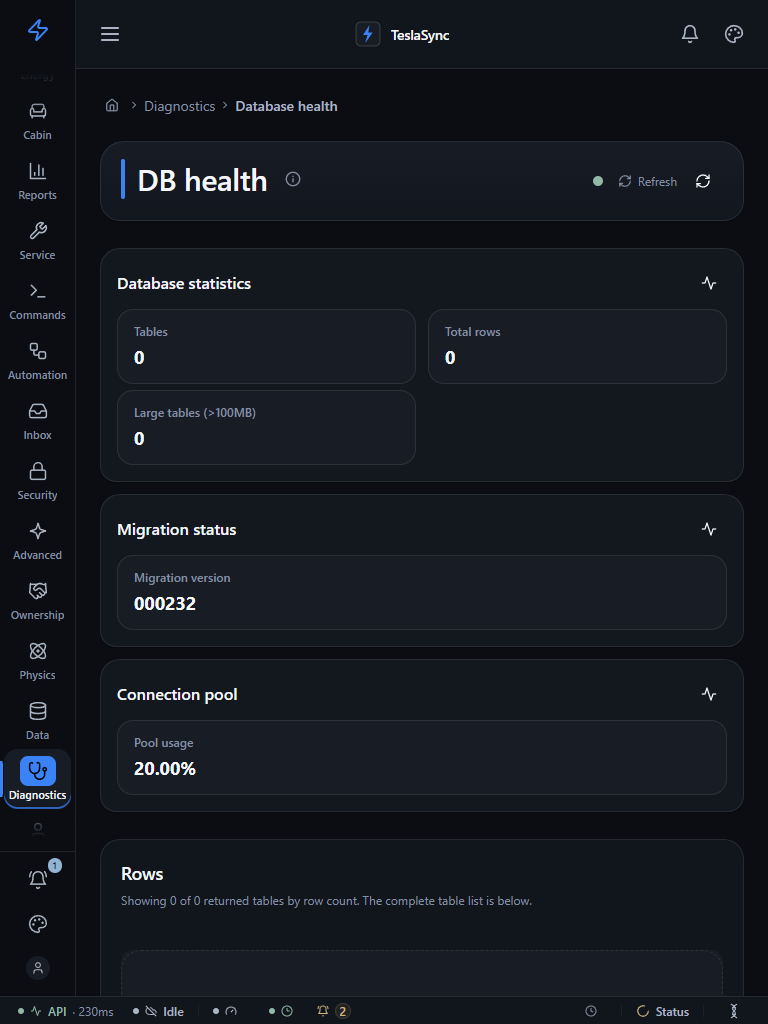 TeslaSync
Energy
Cabin
Reports
Service
Commands
Automation
Inbox
Security
Advanced
Ownership
Physics
Data
Diagnostics
1
Diagnostics > Database health
DB health
Refresh
Database statistics
Tables
0
Total rows
0
Large tables (>100MB)
0
Migration status
Migration version
000232
Connection pool
Pool usage
20.00%
Rows
Showing 0 of 0 returned tables by row count. The complete table list is below.
API · 230ms
Idle
2
Status